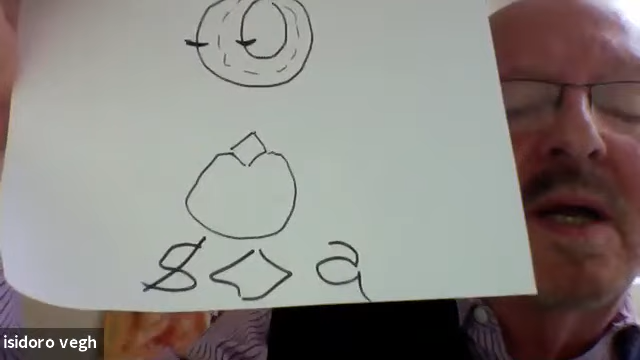 $ ◇ a
isidoro vegh